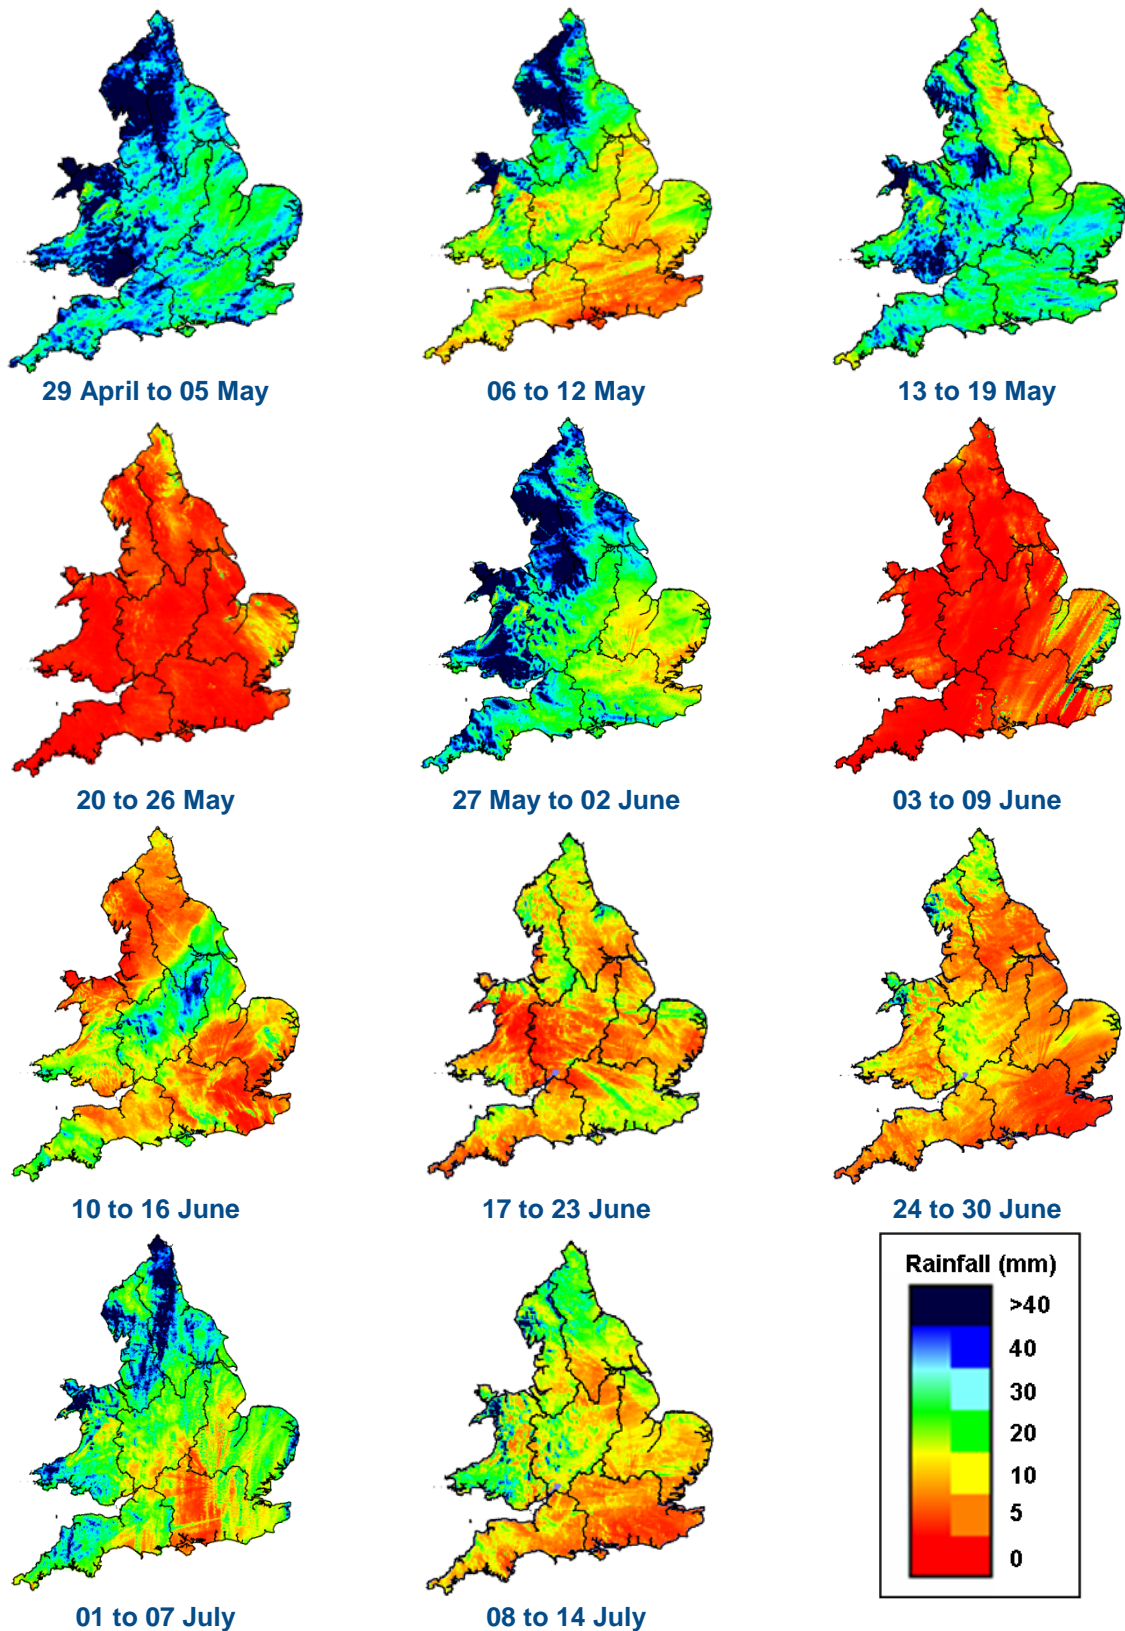 29 April to 05 May
06 to 12 May
13 to 19 May
20 to 26 May
27 May to 02 June
03 to 09 June
10 to 16 June
17 to 23 June
24 to 30 June
Rainfall (mm)
>40
40
30
20
10
5
0
01 to 07 July
08 to 14 July